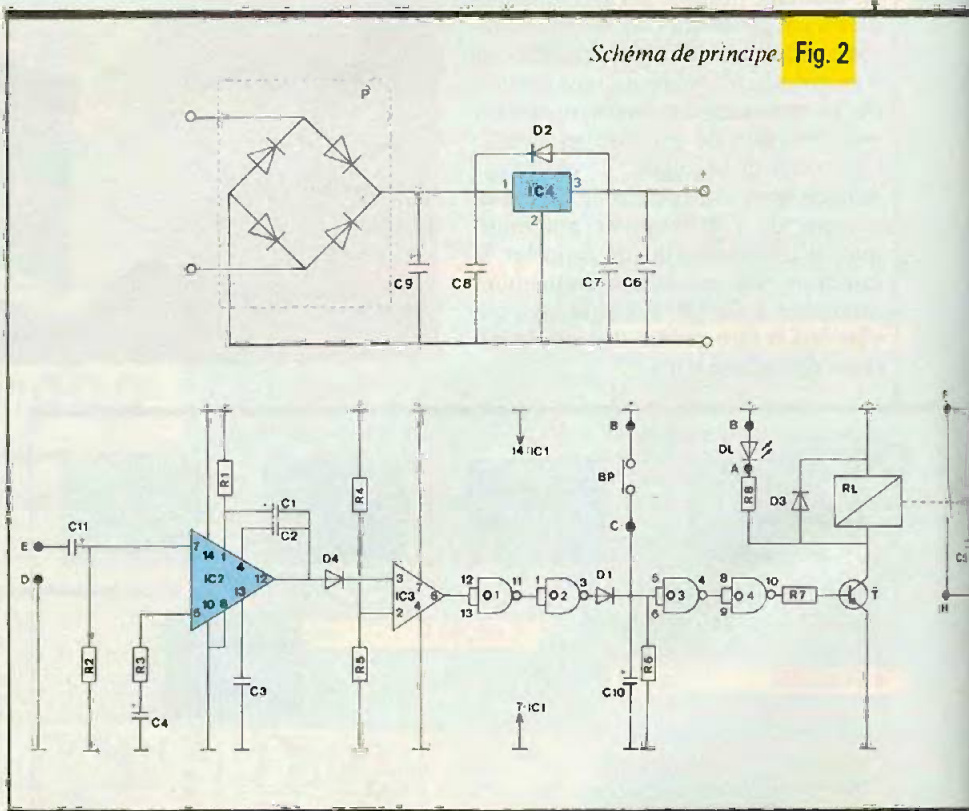 Schéma de principe. Fig. 2
P
D2
1 IC4 3
2
C9 C8 C7 C6
14 IC1
B B
R1 R4 DL
C1 BP A
C2 R8 D3 RL
C11 C
E 7 14 1 4 D4
IC2 12 3 7 12 11 1 3 D1 5 4 8 10
IC3 6 O1 O2 O3 O4 R7 T
D 10 8 13 2 4 13 6 9
5
R2 R3 R5 R6 H
C3 C10
C4 7 IC1